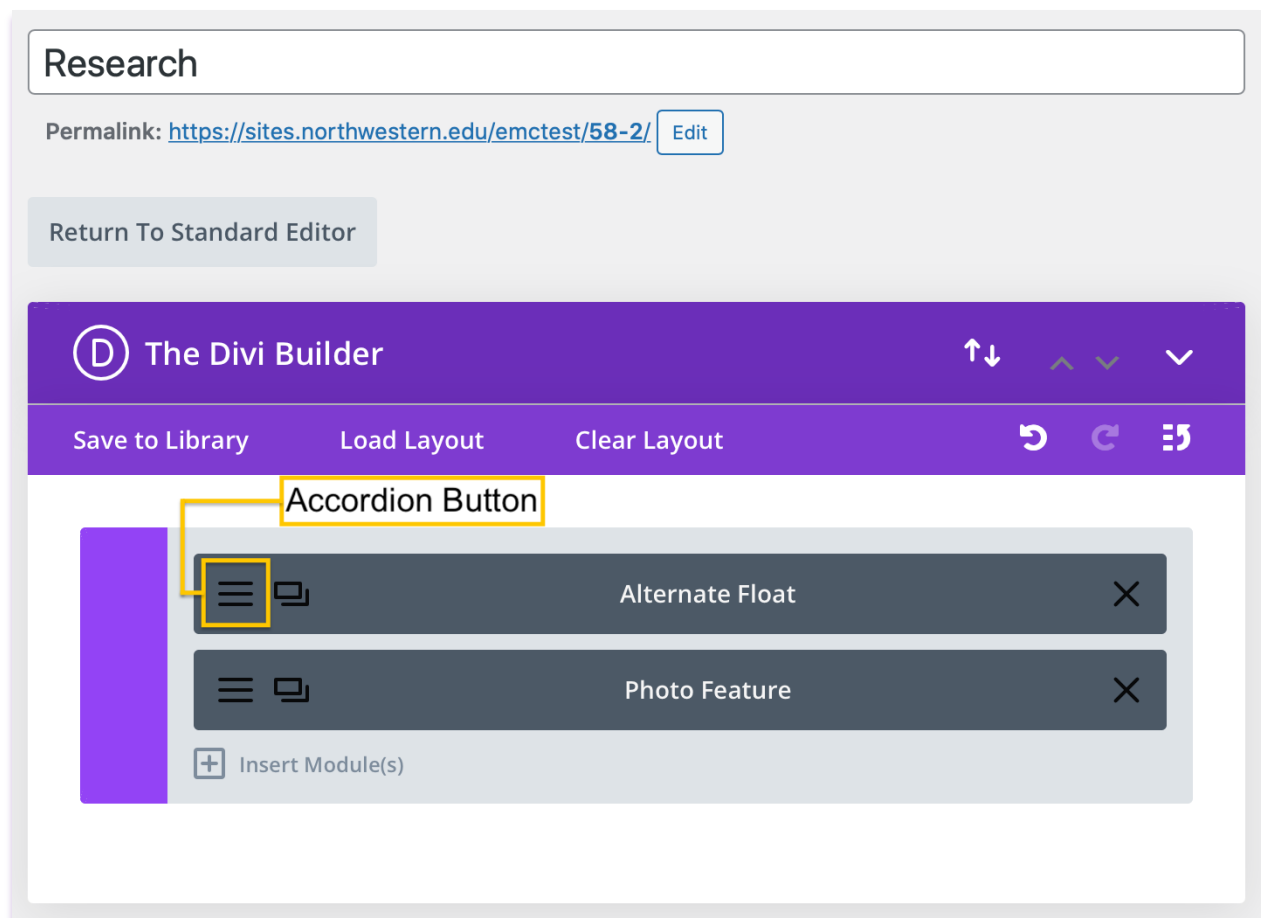 Research
Permalink: https://sites.northwestern.edu/emctest/58-2/ Edit
Return To Standard Editor
D The Divi Builder
Save to Library Load Layout Clear Layout
Accordion Button
Alternate Float
Photo Feature
Insert Module(s)